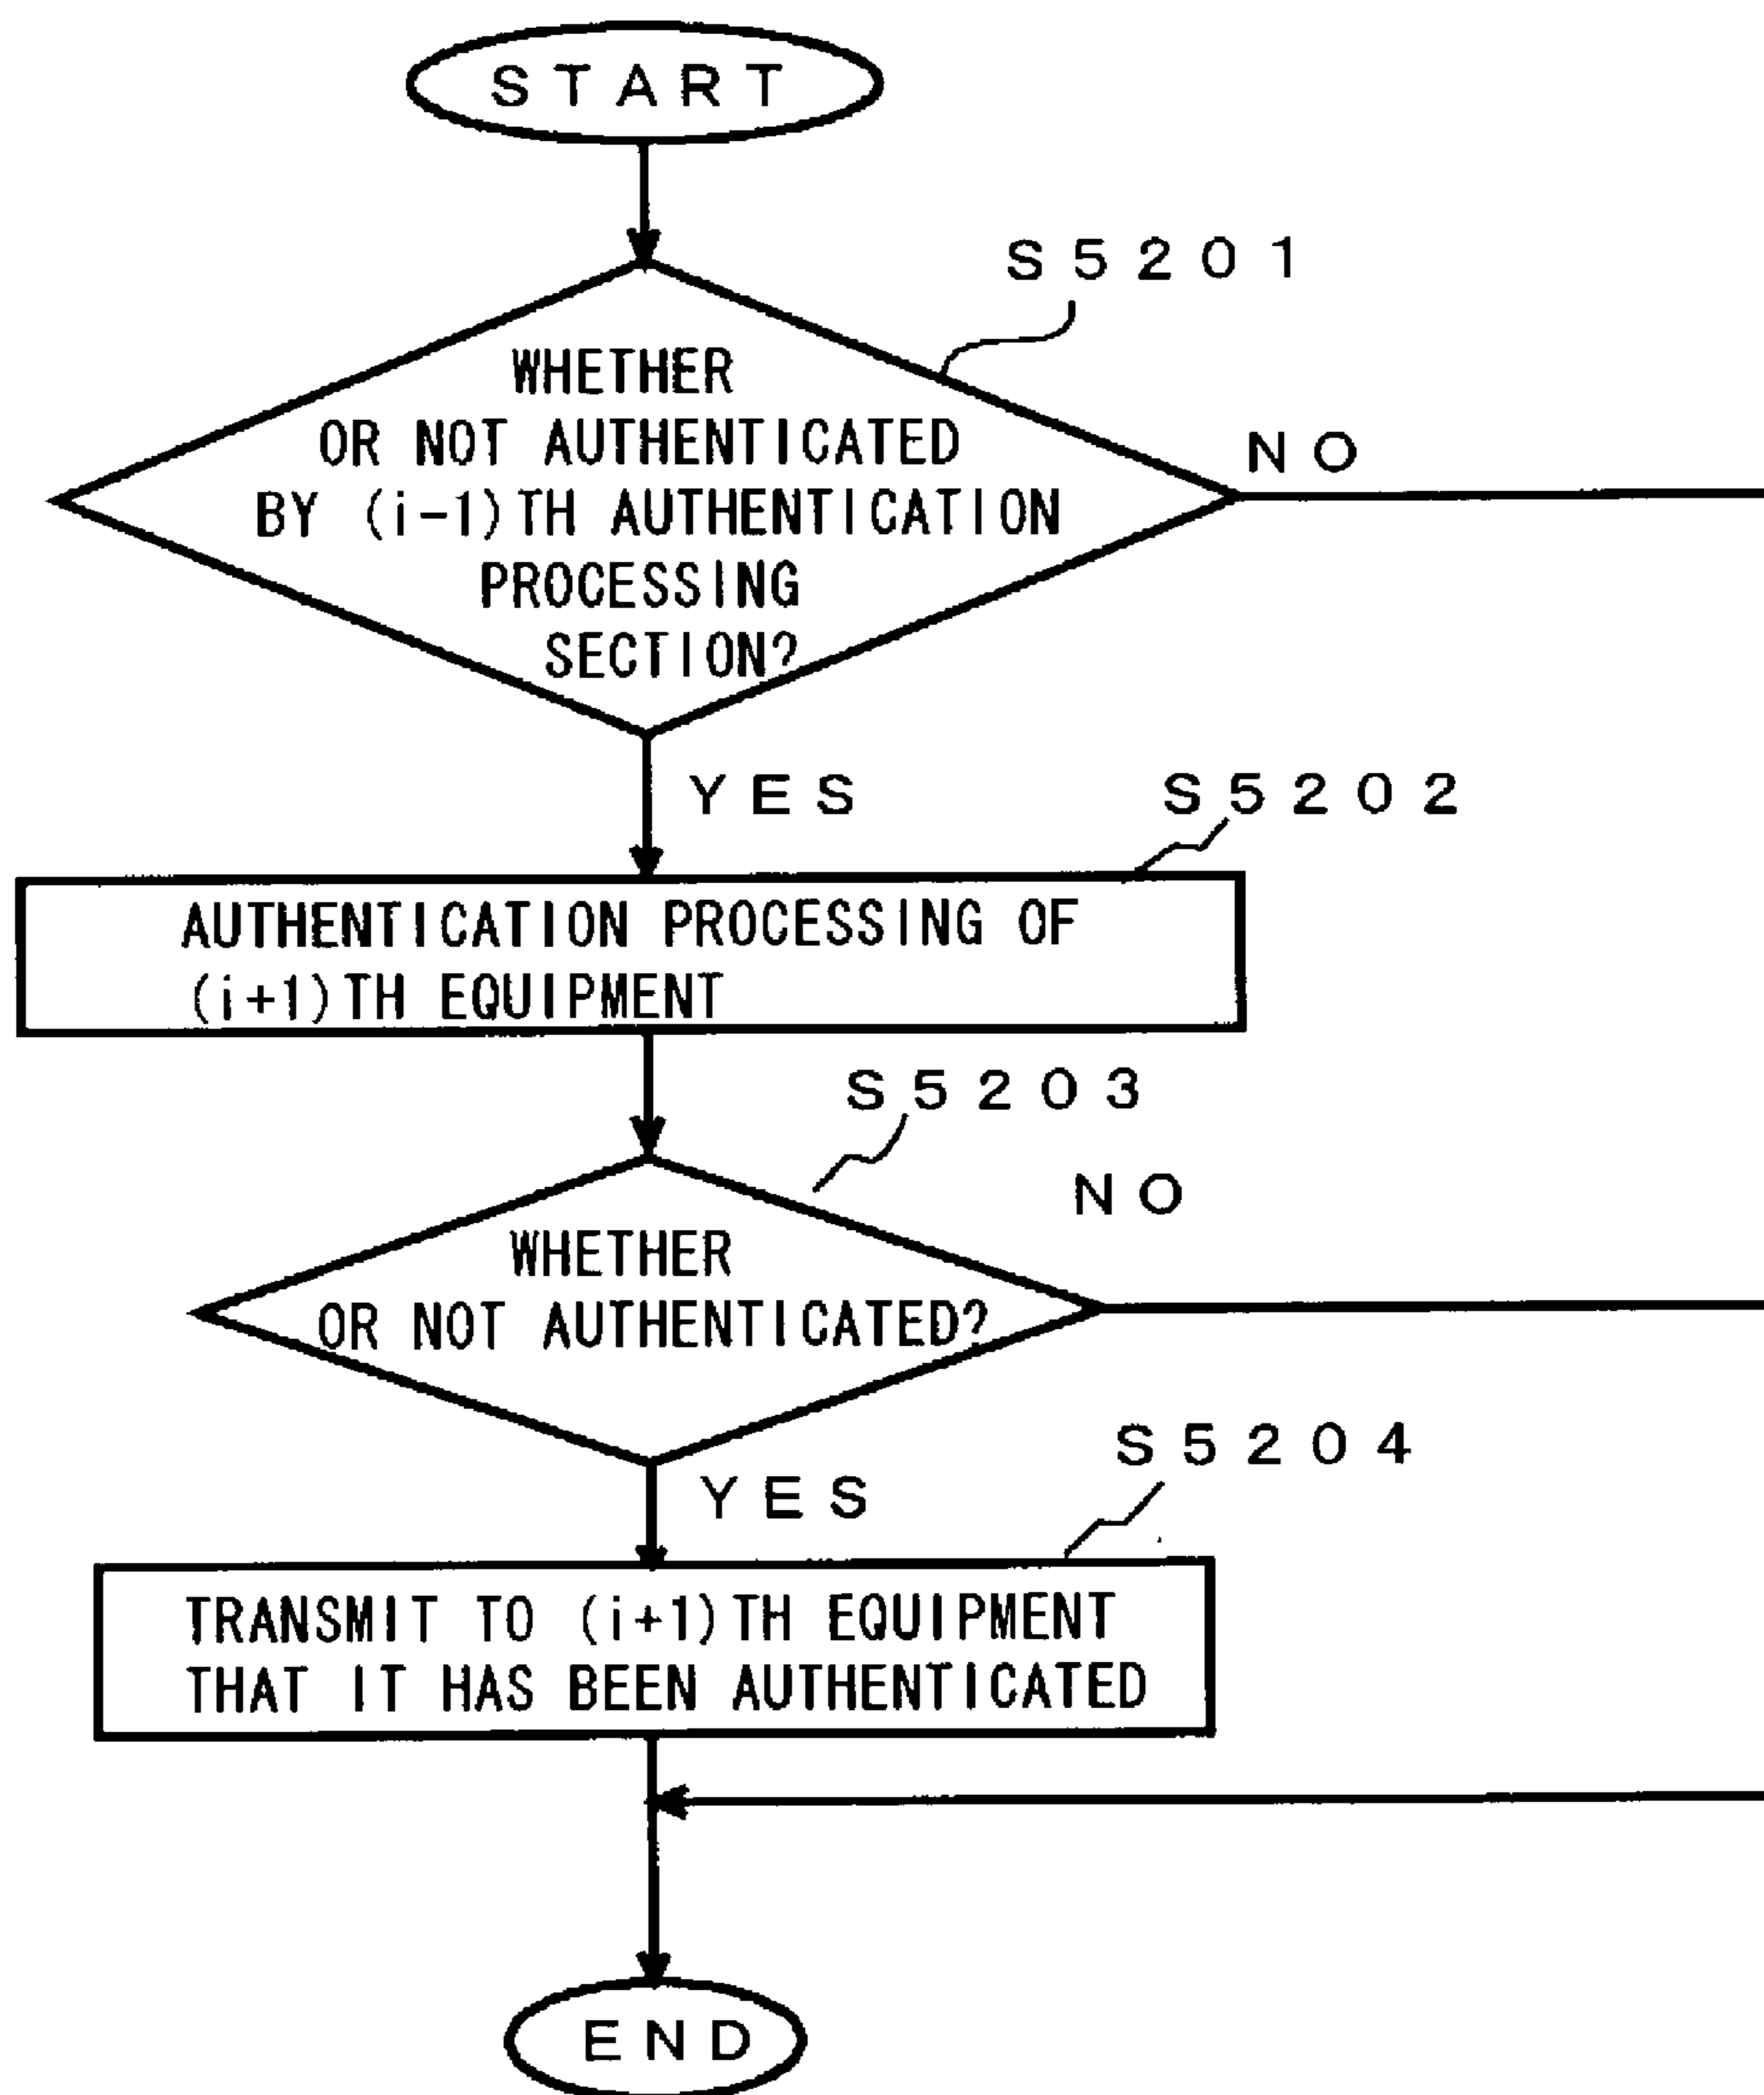 START
S5201
WHETHER
OR NOT AUTHENTICATED
BY (i-1)TH AUTHENTICATION
PROCESSING
SECTION?
NO
YES
S5202
AUTHENTICATION PROCESSING OF
(i+1)TH EQUIPMENT
S5203
NO
WHETHER
OR NOT AUTHENTICATED?
S5204
YES
TRANSMIT TO (i+1)TH EQUIPMENT
THAT IT HAS BEEN AUTHENTICATED
END